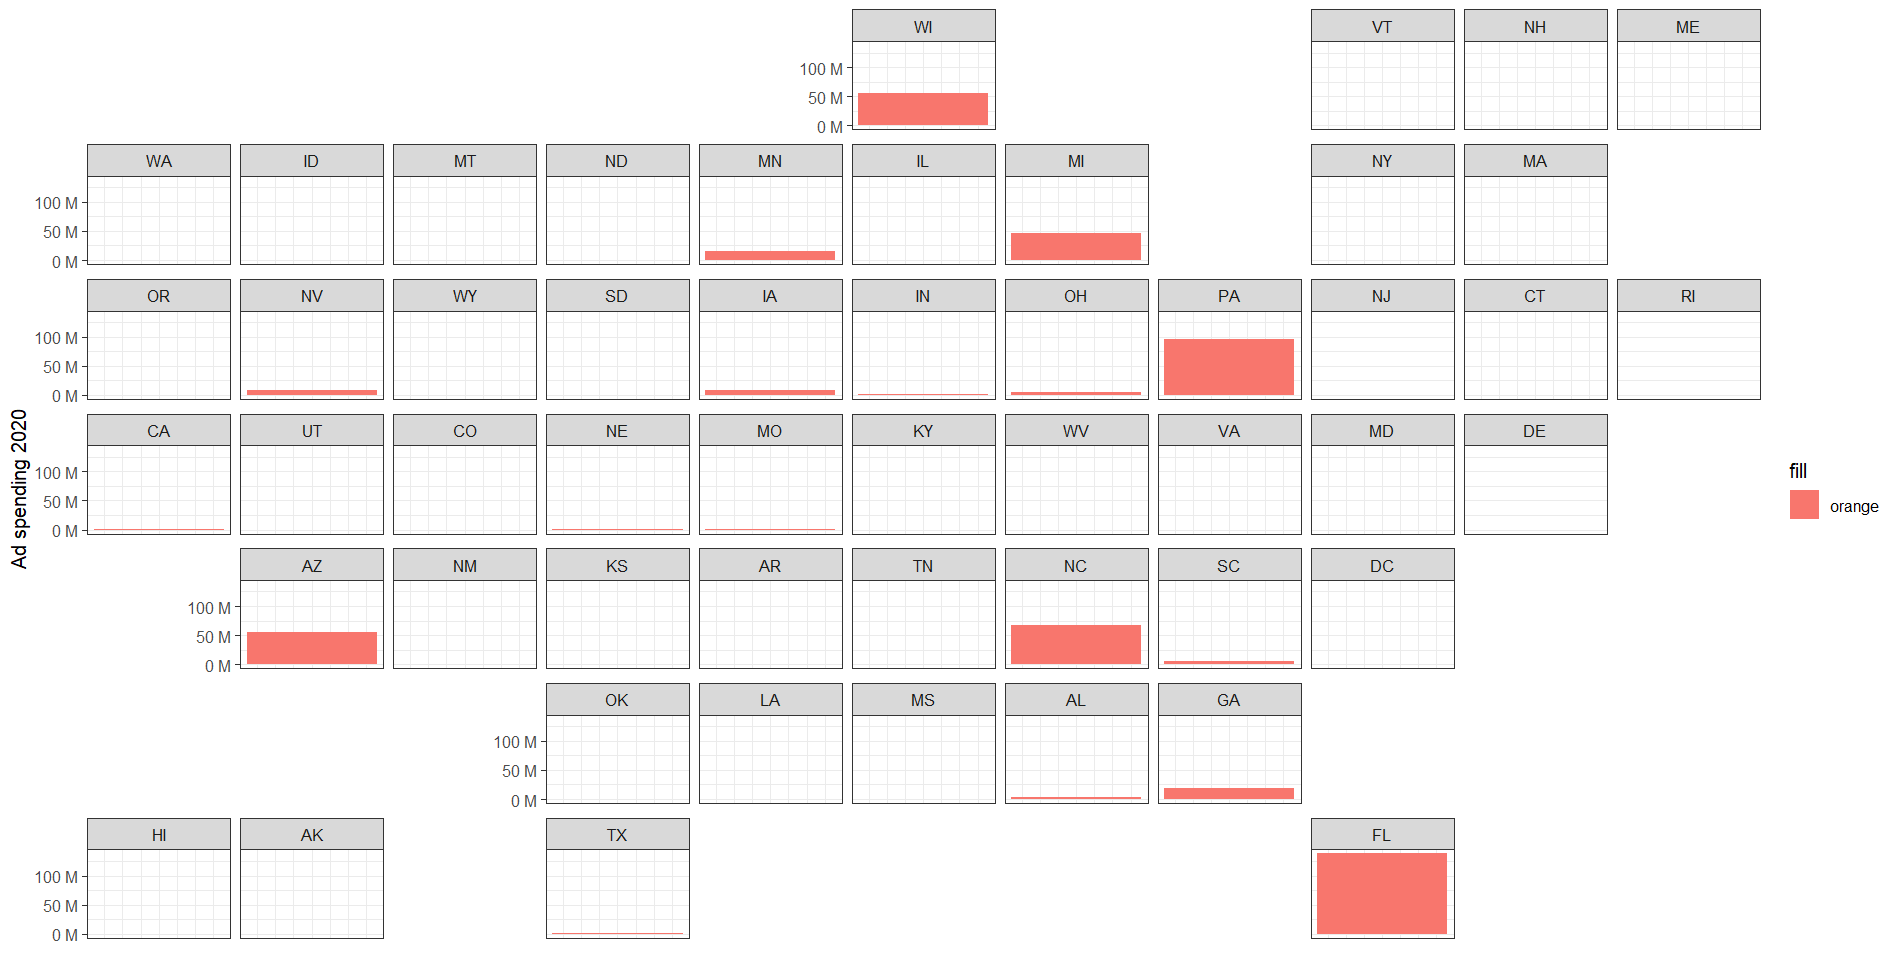 WI VT NH ME
100 M
50 M
0 M
WA ID MT ND MN IL MI NY MA
100 M
50 M
0 M
OR NV WY SD IA IN OH PA NJ CT RI
100 M
50 M
0 M
CA UT CO NE MO KY WV VA MD DE
100 M
50 M
0 M
Ad spending 2020
fill
orange
AZ NM KS AR TN NC SC DC
100 M
50 M
0 M
OK LA MS AL GA
100 M
50 M
0 M
HI AK TX FL
100 M
50 M
0 M